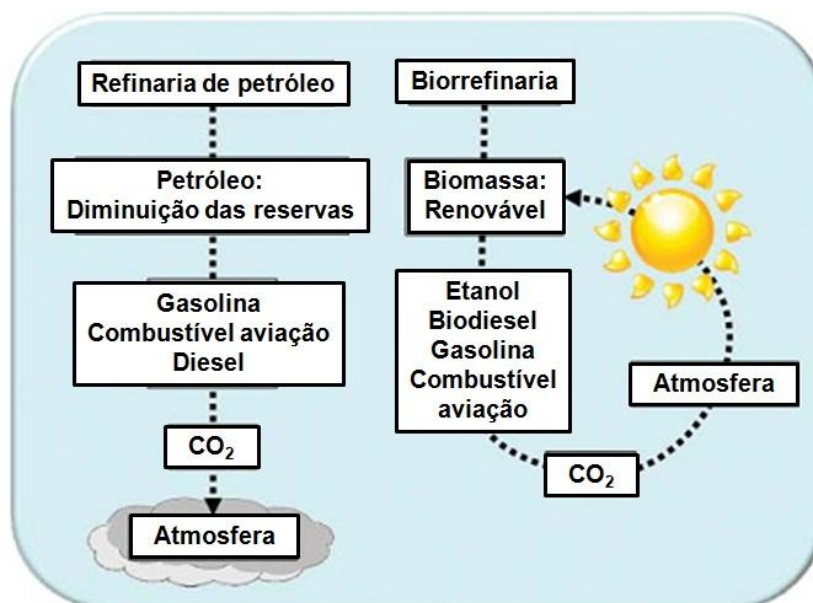 Refinaria de petróleo
Petróleo:
Diminuição das reservas
Gasolina
Combustível aviação
Diesel
CO₂
Atmosfera
Biorrefinaria
Biomassa:
Renovável
Etanol
Biodiesel
Gasolina
Combustível
aviação
CO₂
Atmosfera